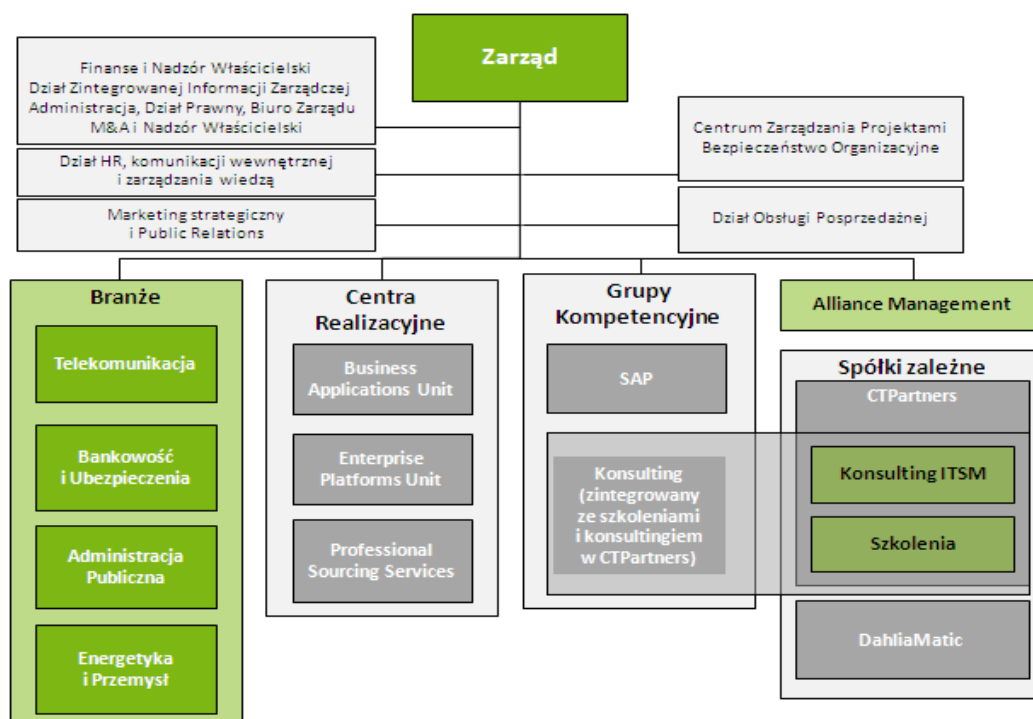 Zarząd
Finanse i Nadzór Właścicielski
Dział Zintegrowanej Informacji Zarządczej
Administracja, Dział Prawny, Biuro Zarządu
M&A i Nadzór Właścicielski
Dział HR, komunikacji wewnętrznej
i zarządzania wiedzą
Marketing strategiczny
i Public Relations
Centrum Zarządzania Projektami
Bezpieczeństwo Organizacyjne
Dział Obsługi Posprzedażnej
Branże
Telekomunikacja
Bankowość
i Ubezpieczenia
Administracja
Publiczna
Energetyka
i Przemysł
Centra
Realizacyjne
Business
Applications Unit
Enterprise
Platforms Unit
Professional
Sourcing Services
Grupy
Kompetencyjne
SAP
Konsulting
(zintegrowany
ze szkoleniami
i konsultingiem
w CTPartners)
Alliance Management
Spółki zależne
CTPartners
Konsulting ITSM
Szkolenia
DahliaMatic